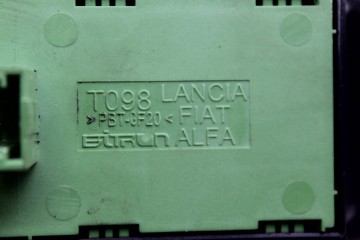 T098 LANCIA
>PBT-GF20< FIAT
BITRON ALFA